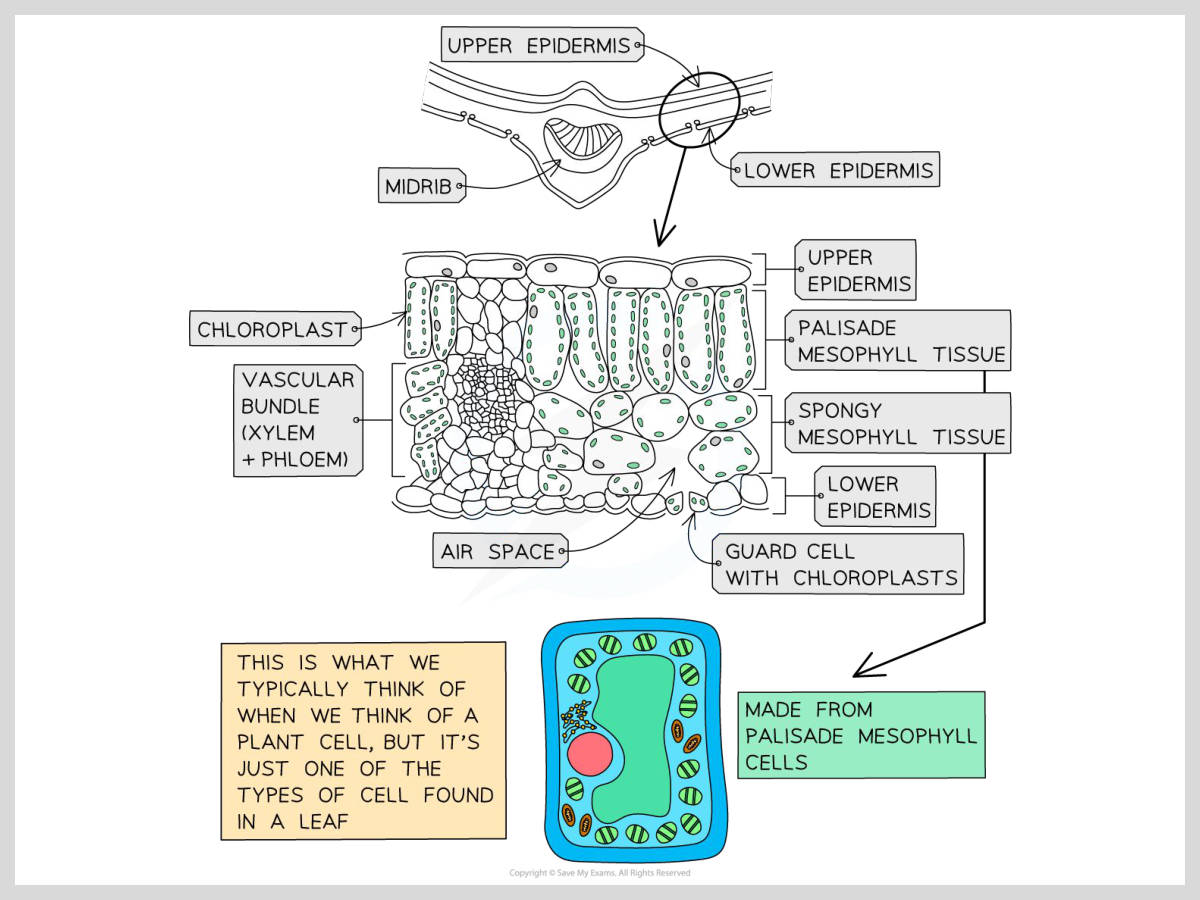 UPPER EPIDERMIS
MIDRIB
LOWER EPIDERMIS
UPPER
EPIDERMIS
CHLOROPLAST
PALISADE
MESOPHYLL TISSUE
VASCULAR
BUNDLE
(XYLEM
+ PHLOEM)
SPONGY
MESOPHYLL TISSUE
LOWER
EPIDERMIS
AIR SPACE
GUARD CELL
WITH CHLOROPLASTS
THIS IS WHAT WE
TYPICALLY THINK OF
WHEN WE THINK OF A
PLANT CELL, BUT IT'S
JUST ONE OF THE
TYPES OF CELL FOUND
IN A LEAF
MADE FROM
PALISADE MESOPHYLL
CELLS
Copyright © Save My Exams. All Rights Reserved